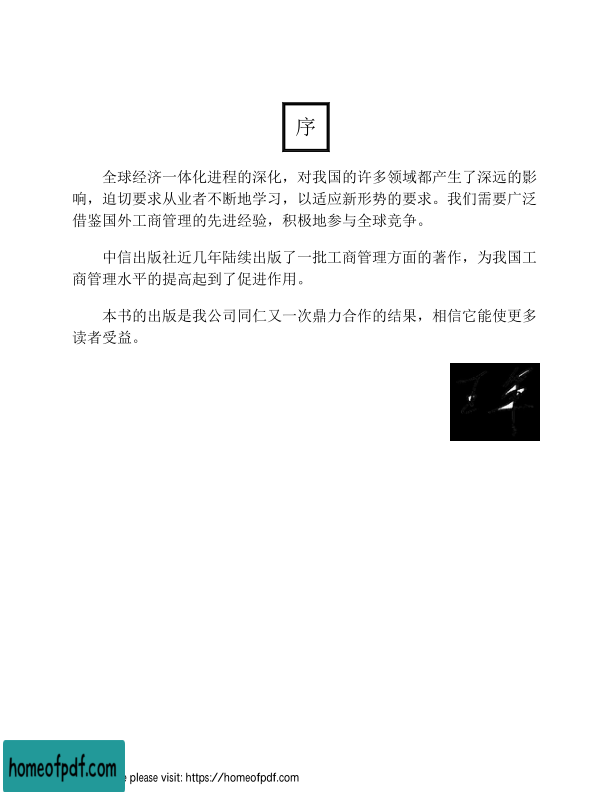 序
全球经济一体化进程的深化，对我国的许多领域都产生了深远的影
响，迫切要求从业者不断地学习，以适应新形势的要求。我们需要广泛
借鉴国外工商管理的先进经验，积极地参与全球竞争。
中信出版社近几年陆续出版了一批工商管理方面的著作，为我国工
商管理水平的提高起到了促进作用。
本书的出版是我公司同仁又一次鼎力合作的结果，相信它能使更多
读者受益。
homeofpdf.com
e please visit: https://homeofpdf.com